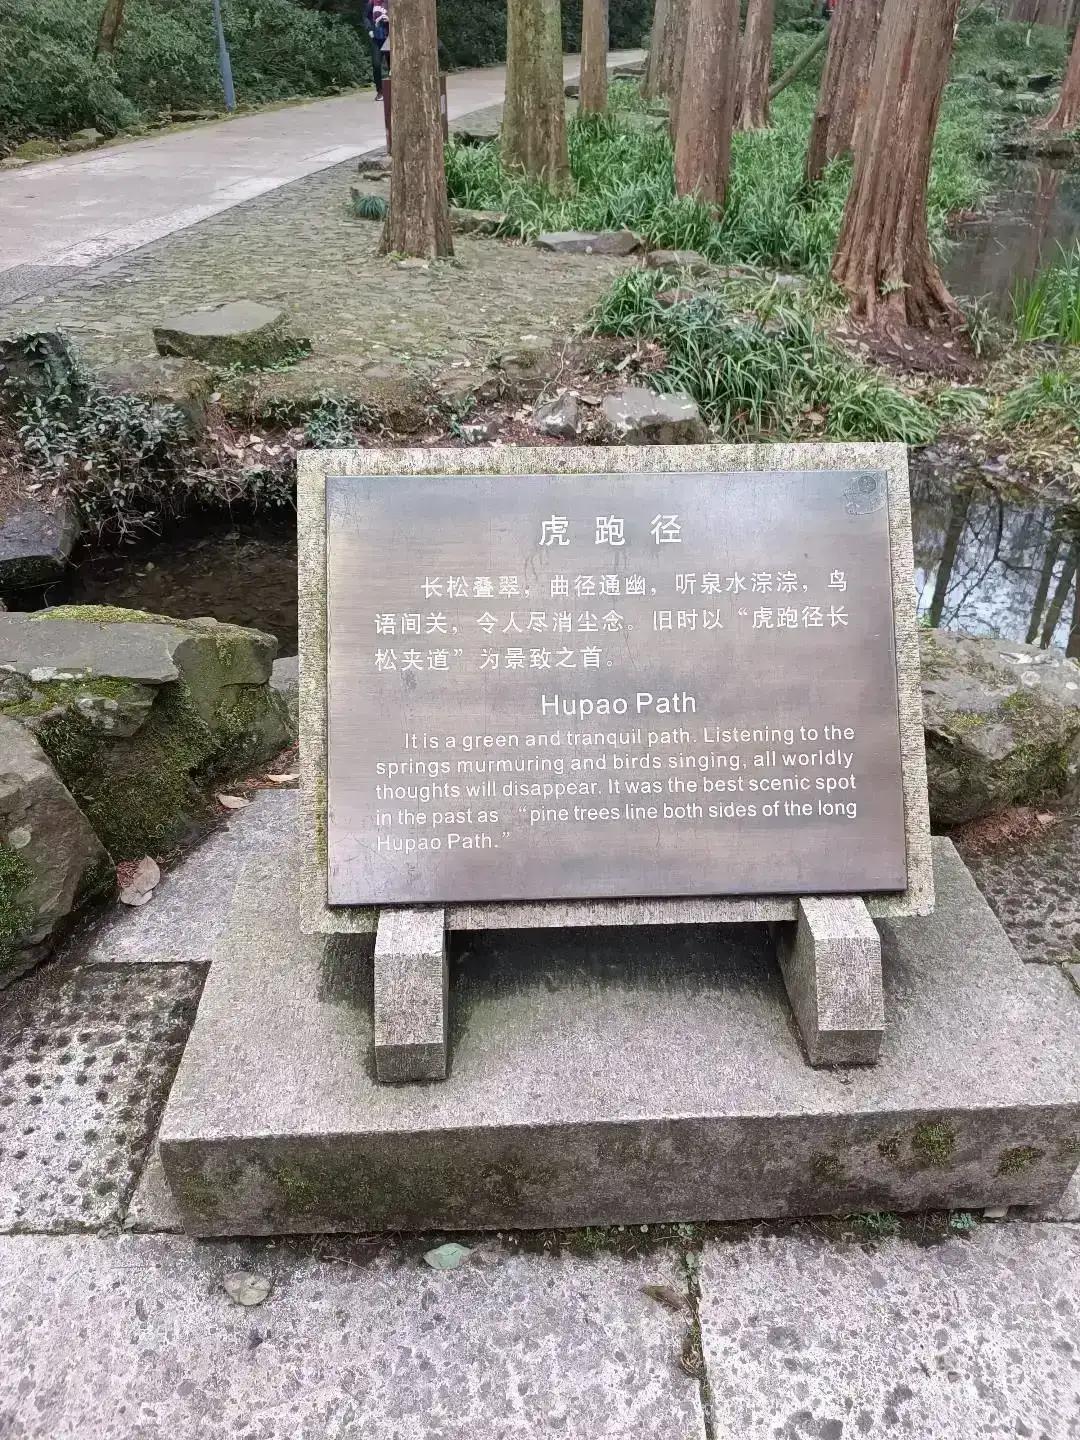 虎跑径
长松叠翠，曲径通幽，听泉水淙淙，鸟
语间关，令人尽消尘念。旧时以“虎跑径长
松夹道”为景致之首。
Hupao Path
It is a green and tranquil path. Listening to the
springs murmuring and birds singing, all worldly
thoughts will disappear. It was the best scenic spot
in the past as “pine trees line both sides of the long
Hupao Path.”